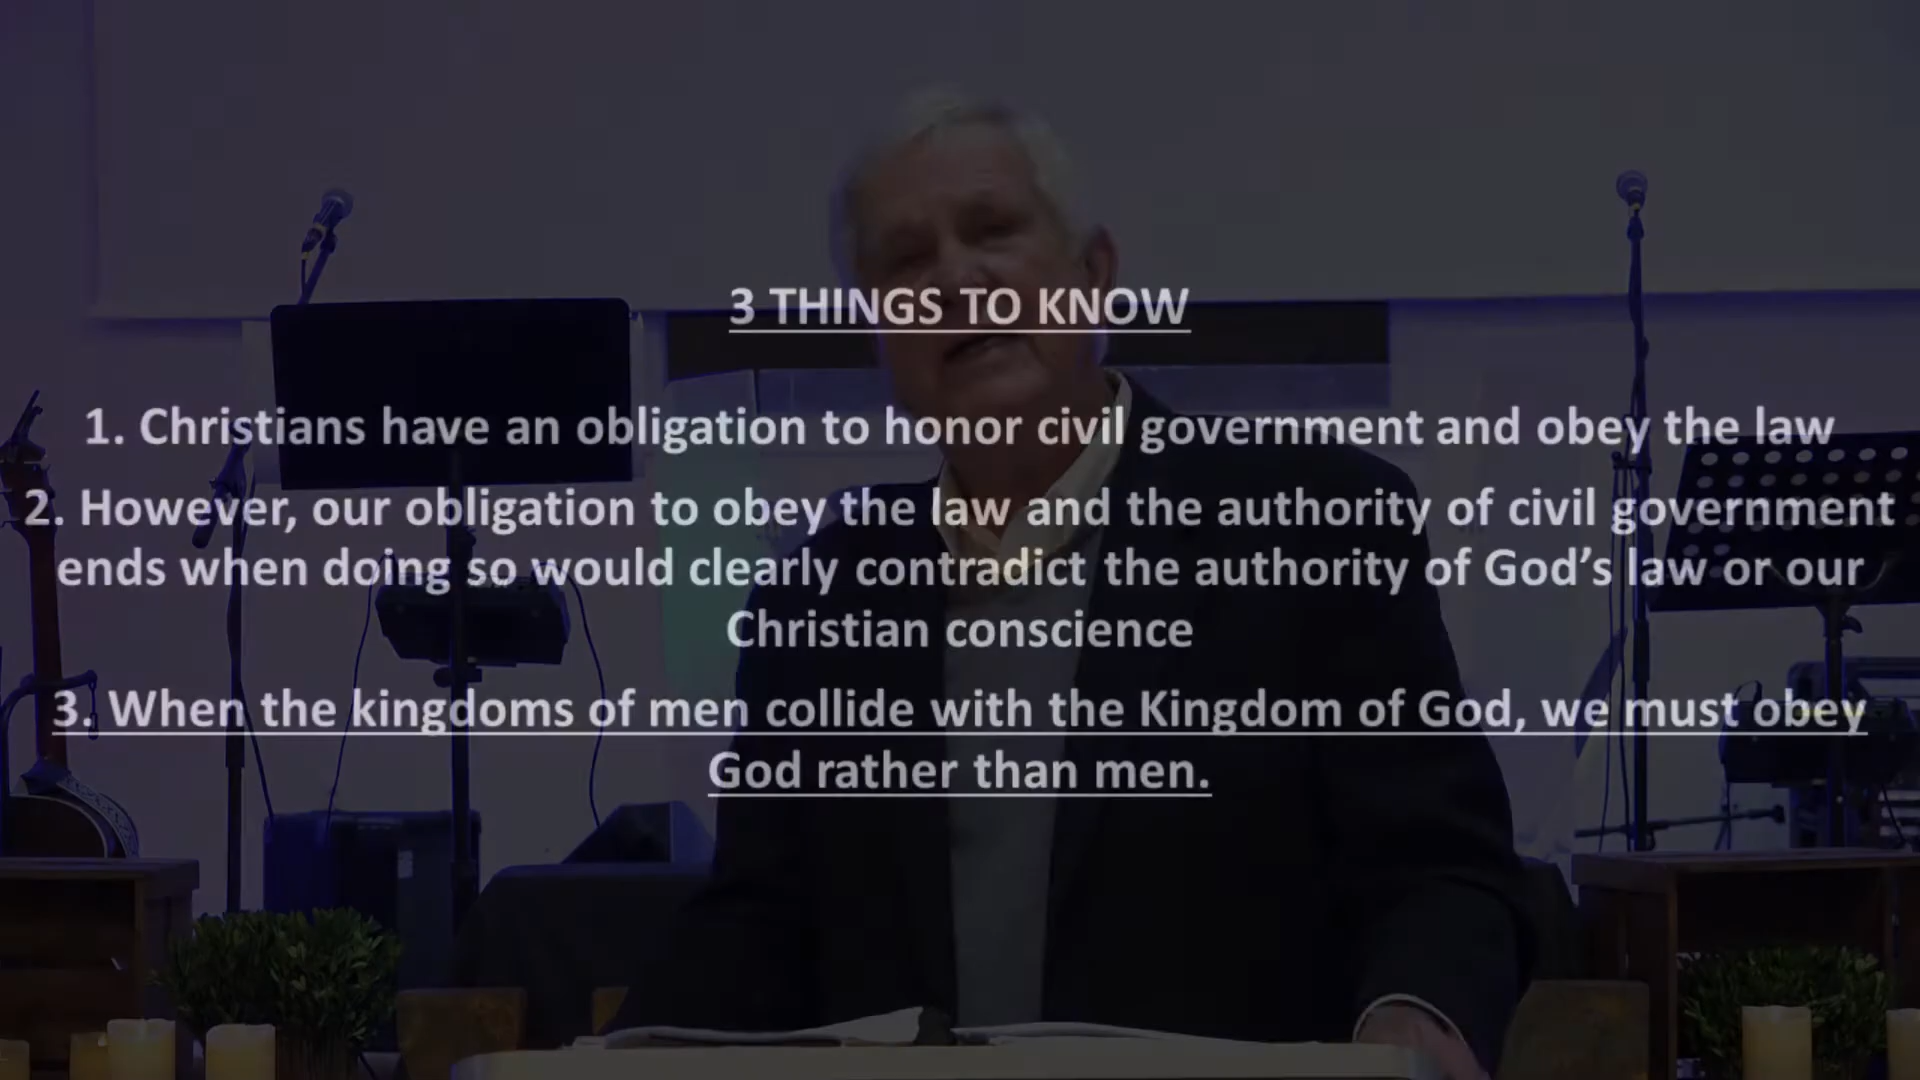 3 THINGS TO KNOW
1. Christians have an obligation to honor civil government and obey the law
2. However, our obligation to obey the law and the authority of civil government
ends when doing so would clearly contradict the authority of God’s law or our
Christian conscience
3. When the kingdoms of men collide with the Kingdom of God, we must obey
God rather than men.